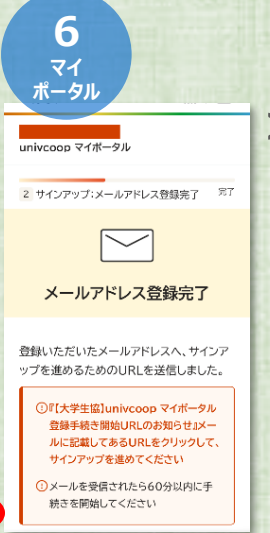 6
マイ
ポータル
univcoop マイポータル
2 サインアップ:メールアドレス登録完了 完了
メールアドレス登録完了
登録いただいたメールアドレスへ、サインア
ップを進めるためのURLを送信しました。
『【大学生協】univcoop マイポータル
登録手続き開始URLのお知らせ』メー
ルに記載してあるURLをクリックして、
サインアップを進めてください
メールを受信されたら60分以内に手
続きを開始してください